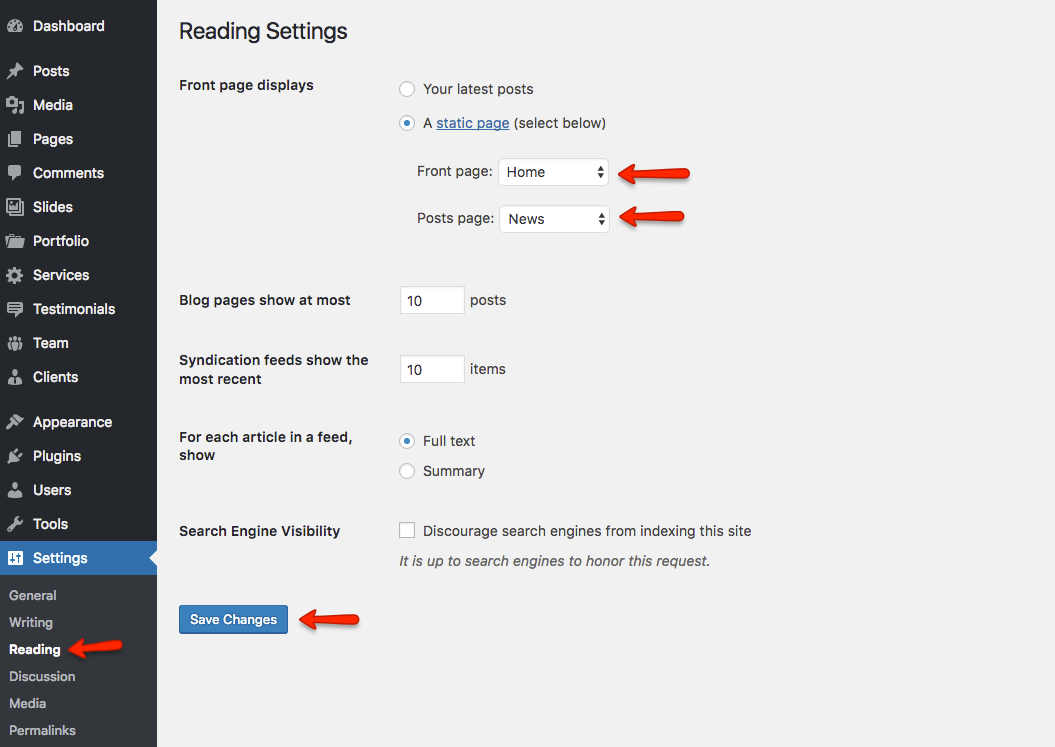 Dashboard
Posts
Media
Pages
Comments
Slides
Portfolio
Services
Testimonials
Team
Clients
Appearance
Plugins
Users
Tools
Settings
General
Writing
Reading
Discussion
Media
Permalinks
Reading Settings
Front page displays
Your latest posts
A static page (select below)
Front page: Home
Posts page: News
Blog pages show at most
10 posts
Syndication feeds show the
most recent
10 items
For each article in a feed,
show
Full text
Summary
Search Engine Visibility
Discourage search engines from indexing this site
It is up to search engines to honor this request.
Save Changes